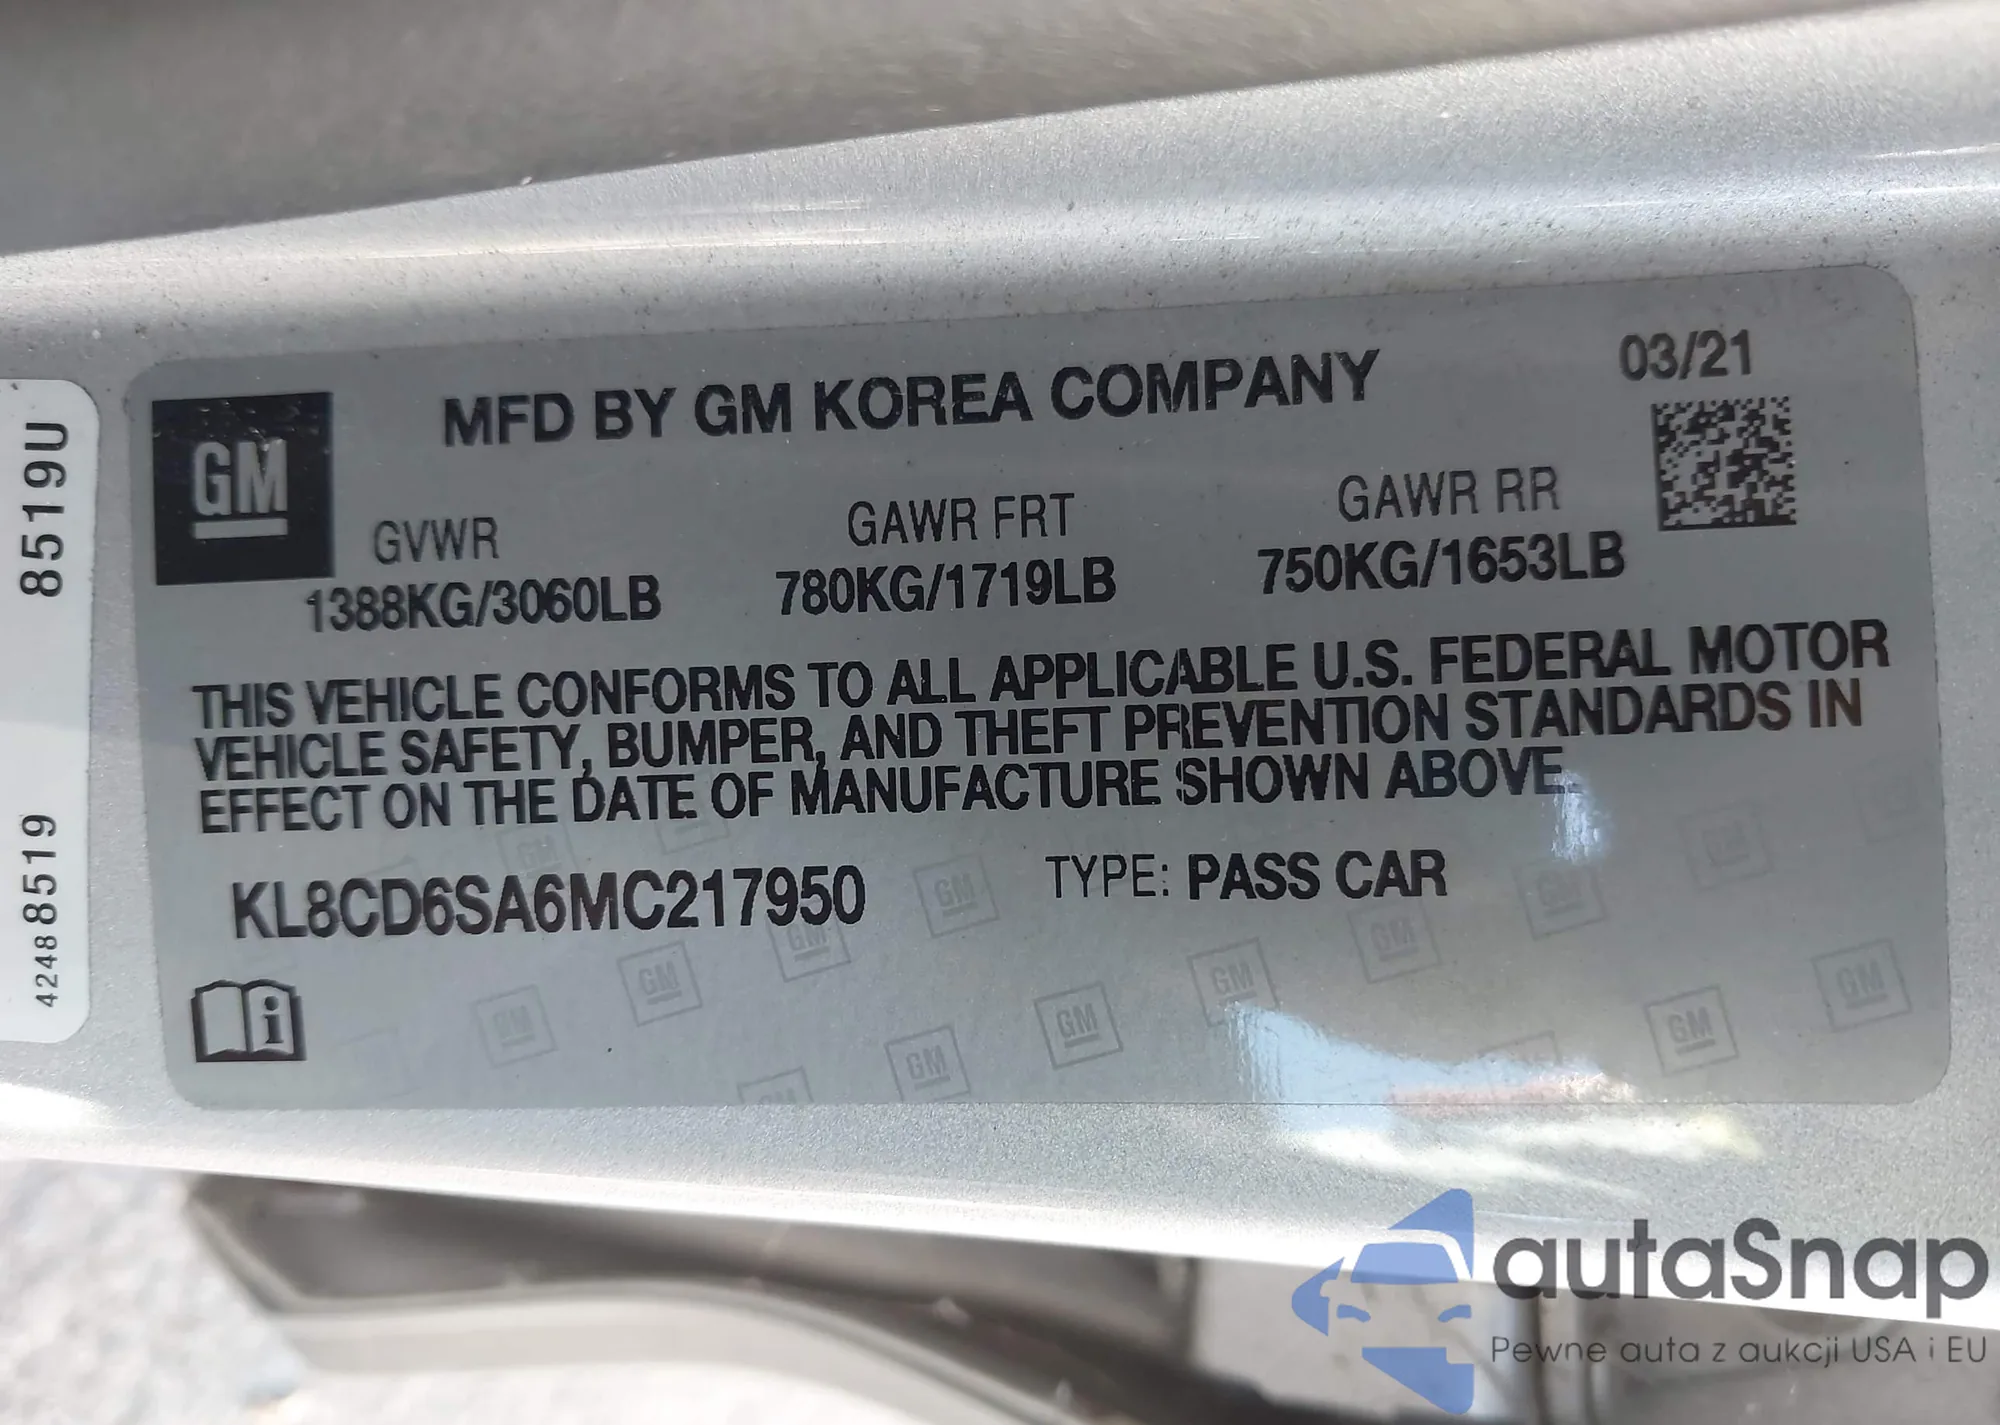 MFD BY GM KOREA COMPANY
03/21
GM
GVWR
GAWR FRT
GAWR RR
1388KG/3060LB
780KG/1719LB
750KG/1653LB
THIS VEHICLE CONFORMS TO ALL APPLICABLE U.S. FEDERAL MOTOR
VEHICLE SAFETY, BUMPER, AND THEFT PREVENTION STANDARDS IN
EFFECT ON THE DATE OF MANUFACTURE SHOWN ABOVE.
KL8CD6SA6MC217950
TYPE: PASS CAR
42488519
8519U
autaSnap
Pewne auta z aukcji USA i EU